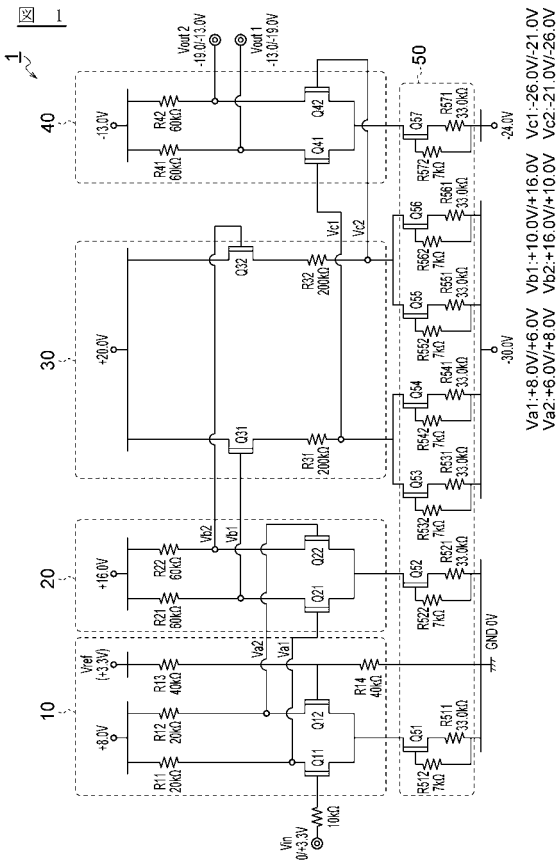 図 1
1
10
20
30
40
50
Vin
0/+3.3V
10kΩ
+8.0V
R11
20kΩ
R12
20kΩ
Vref
(+3.3V)
R13
40kΩ
R14
40kΩ
Q11
Q12
Va1
Va2
+16.0V
R21
60kΩ
R22
60kΩ
Q21
Q22
Vb1
Vb2
+20.0V
Q31
Q32
R31
200kΩ
R32
200kΩ
Vc1
Vc2
-13.0V
R41
60kΩ
R42
60kΩ
Q41
Q42
Vout 2
-19.0/-13.0V
Vout 1
-13.0/-19.0V
Q51
R512
7kΩ
R511
33.0kΩ
GND 0V
Q52
R522
7kΩ
R521
33.0kΩ
Q53
R532
7kΩ
R531
33.0kΩ
Q54
R542
7kΩ
R541
33.0kΩ
Q55
R552
7kΩ
R551
33.0kΩ
Q56
R562
7kΩ
R561
33.0kΩ
Q57
R572
7kΩ
R571
33.0kΩ
-30.0V
-24.0V
Va1:+8.0V/+6.0V Vb1:+10.0V/+16.0V Vc1:-26.0V/-21.0V
Va2:+6.0V/+8.0V Vb2:+16.0V/+10.0V Vc2:-21.0V/-26.0V